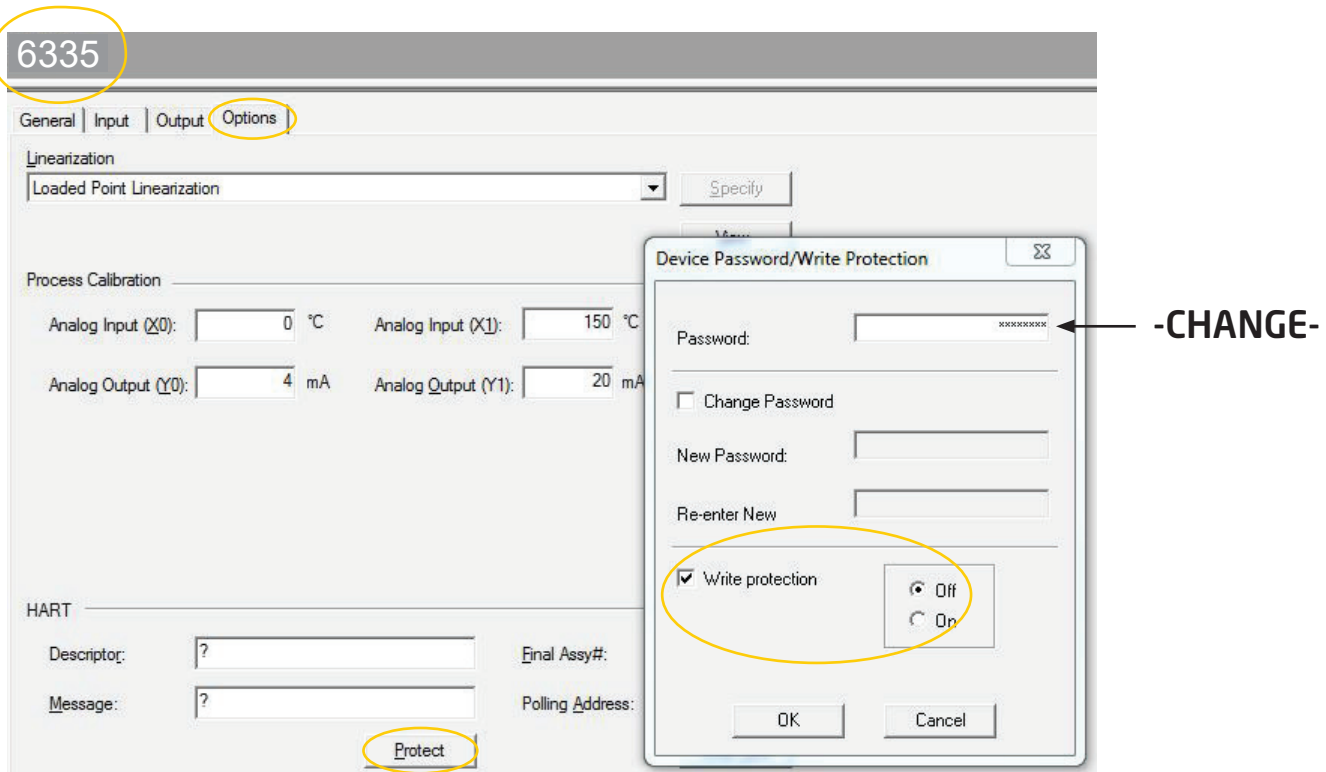 6335
General Input Output Options
Linearization
Loaded Point Linearization Specify
View
Process Calibration
Analog Input (X0): 0 °C Analog Input (X1): 150 °C
Analog Output (Y0): 4 mA Analog Output (Y1): 20 mA
HART
Descriptor: ? Final Assy#:
Message: ? Polling Address:
Protect
Device Password/Write Protection
Password: ******** -CHANGE-
Change Password
New Password:
Re-enter New
Write protection Off
On
OK Cancel